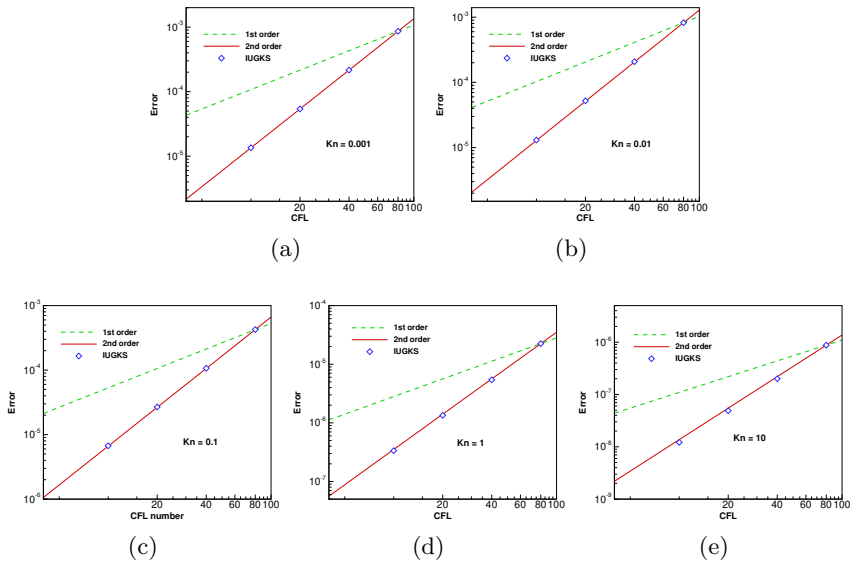 10-3
1st order
2nd order
IUGKS
10-4
Error
10-5
Kn = 0.001
20 40 80 100
CFL
(a)
10-3
1st order
2nd order
IUGKS
10-4
Error
10-5
Kn = 0.01
20 40 80 100
CFL
(b)
10-3
1st order
2nd order
IUGKS
10-4
Error
10-5
Kn = 0.1
10-6
20 40 80 100
CFL number
(c)
10-4
1st order
2nd order
IUGKS
10-5
Error
10-6
Kn = 1
10-7
20 40 80 100
CFL
(d)
1st order
10-6
2nd order
IUGKS
Error
10-7
Kn = 10
10-8
10-9
20 40 80 100
CFL
(e)